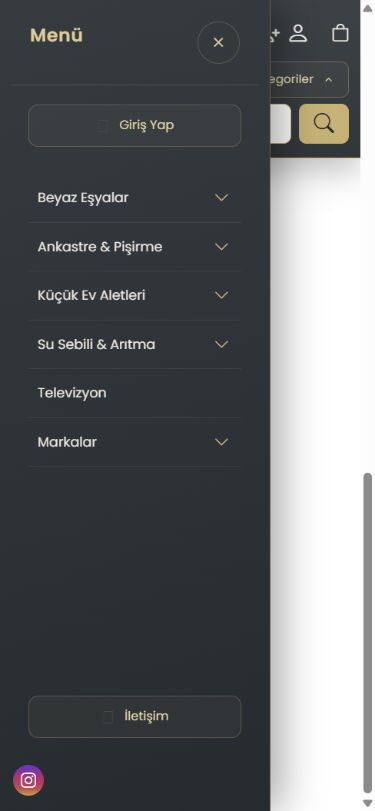 Menü
Giriş Yap
egoriler
Beyaz Eşyalar
Ankastre & Pişirme
Küçük Ev Aletleri
Su Sebili & Arıtma
Televizyon
Markalar
İletişim